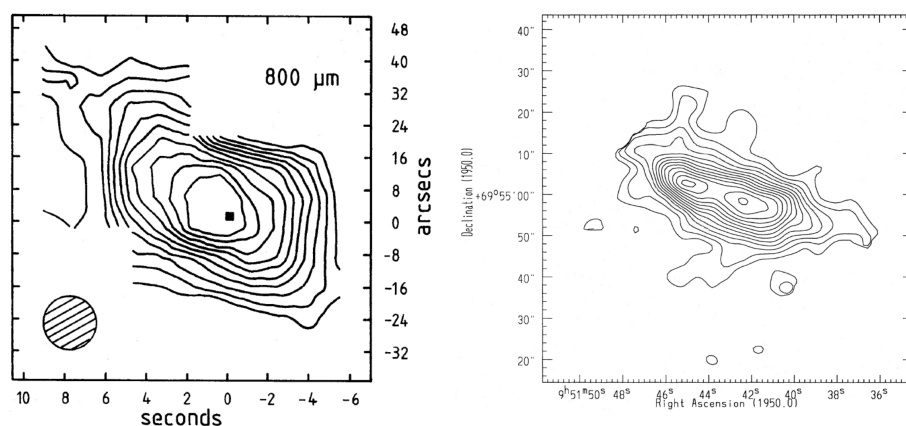 800 µm
48
40
32
24
16
8
0
-8
-16
-24
-32
arcsecs
10 8 6 4 2 0 -2 -4 -6
seconds
40"
30"
20"
10"
+69°55'00"
50"
40"
30"
20"
Declination (1950.0)
9ʰ51ᵐ50ˢ 48ˢ 46ˢ 44ˢ 42ˢ 40ˢ 38ˢ 36ˢ
Right Ascension (1950.0)